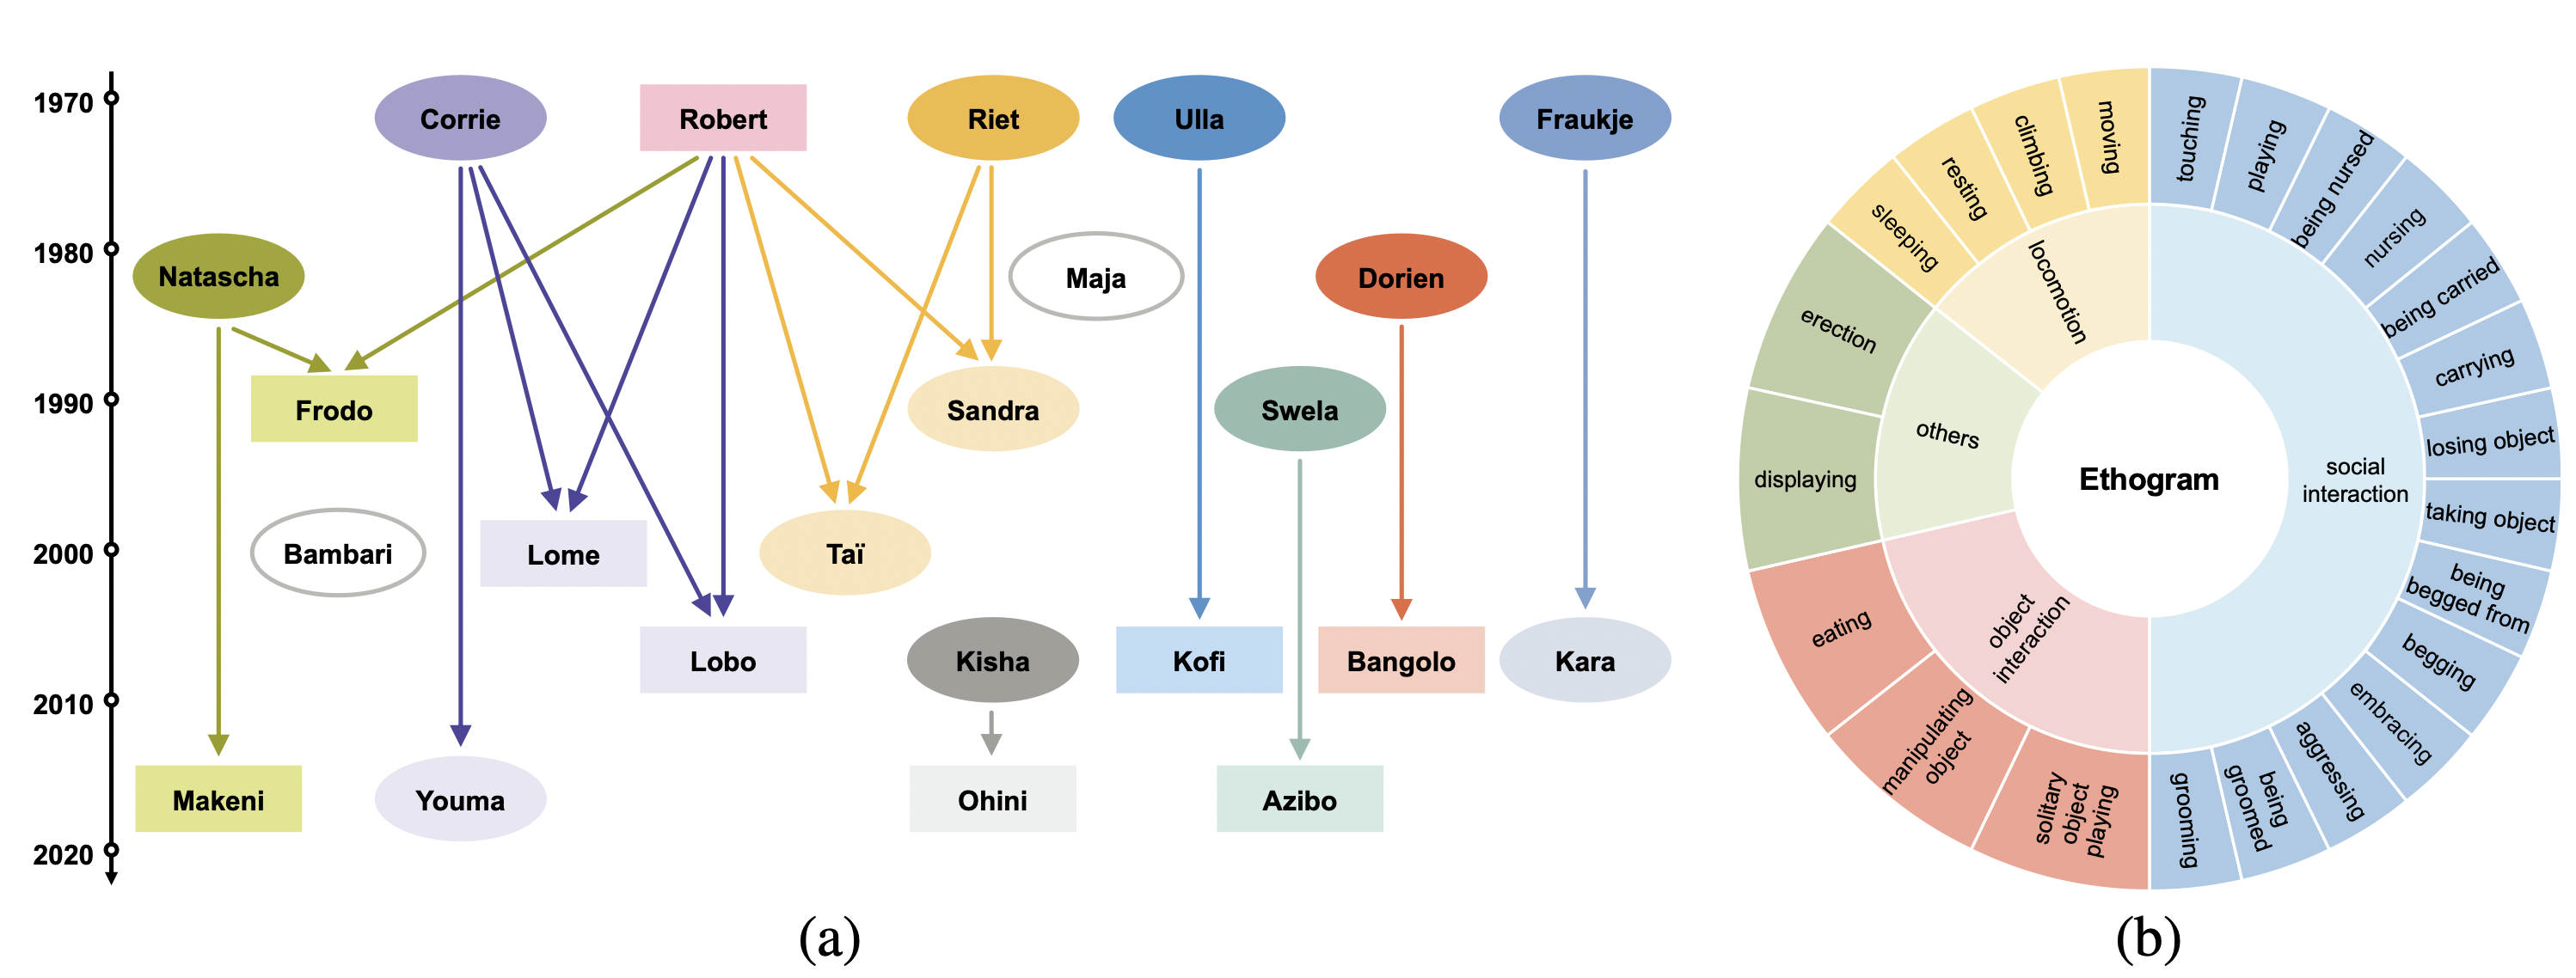 1970
Corrie
Robert
Riet
Ulla
Fraukje
1980
Natascha
Maja
Dorien
1990
Frodo
Sandra
Swela
2000
Bambari
Lome
Taï
Lobo
Kisha
Kofi
Bangolo
Kara
2010
Makeni
Youma
Ohini
Azibo
2020
(a)
Ethogram
locomotion
social
interaction
object
interaction
others
sleeping
resting
climbing
moving
touching
playing
being nursed
nursing
being carried
carrying
losing object
taking object
being
begged from
begging
embracing
aggressing
being
groomed
grooming
solitary
object
playing
manipulating
object
eating
displaying
erection
(b)